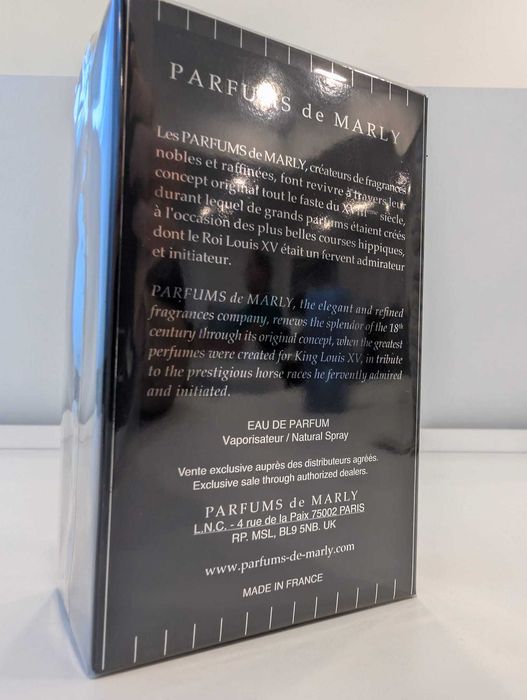 PARFUMS de MARLY
Les PARFUMS de MARLY, créateurs de fragrances
nobles et raffinées, font revivre à travers leur
concept original tout le faste du XVIIIème siècle,
durant lequel de grands parfums étaient créés
à l'occasion des plus belles courses hippiques,
dont le Roi Louis XV était un fervent admirateur
et initiateur.
PARFUMS de MARLY, the elegant and refined
fragrances company, renews the splendor of the 18th
century through its original concept, when the greatest
perfumes were created for King Louis XV, in tribute
to the prestigious horse races he fervently admired
and initiated.
EAU DE PARFUM
Vaporisateur / Natural Spray
Vente exclusive auprès des distributeurs agréés.
Exclusive sale through authorized dealers.
PARFUMS de MARLY
L.N.C. - 4 rue de la Paix 75002 PARIS
RP. MSL, BL9 5NB. UK
www.parfums-de-marly.com
MADE IN FRANCE